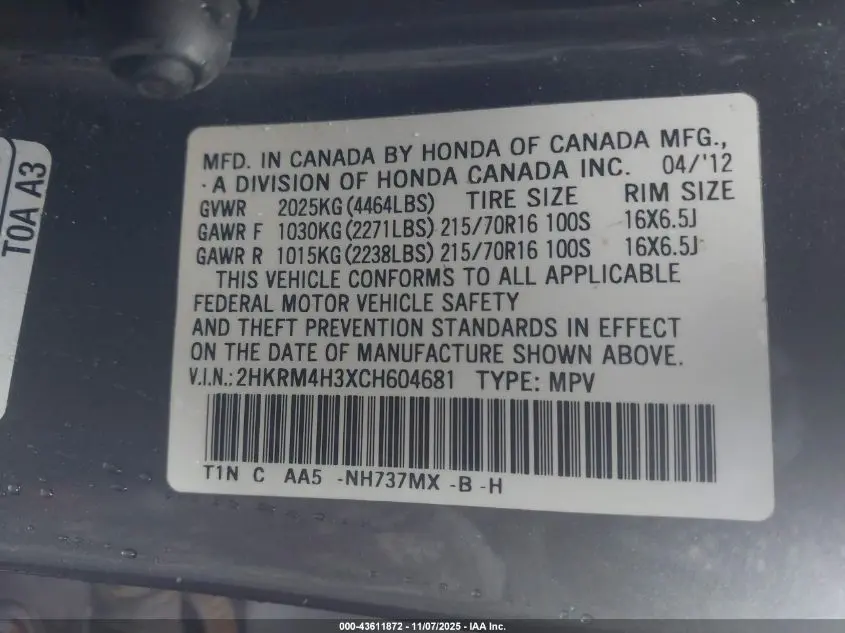 T0A A3
MFD. IN CANADA BY HONDA OF CANADA MFG.,
·A DIVISION OF HONDA CANADA INC. 04/'12
GVWR 2025KG(4464LBS) TIRE SIZE RIM SIZE
GAWR F 1030KG(2271LBS) 215/70R16 100S 16X6.5J
GAWR R 1015KG(2238LBS) 215/70R16 100S 16X6.5J
THIS VEHICLE CONFORMS TO ALL APPLICABLE
FEDERAL MOTOR VEHICLE SAFETY
AND THEFT PREVENTION STANDARDS IN EFFECT
ON THE DATE OF MANUFACTURE SHOWN ABOVE.
V.I.N.:2HKRM4H3XCH604681 TYPE: MPV
T1N C AA5 -NH737MX -B -H
000-43611872 - 11/07/2025 - IAA Inc.